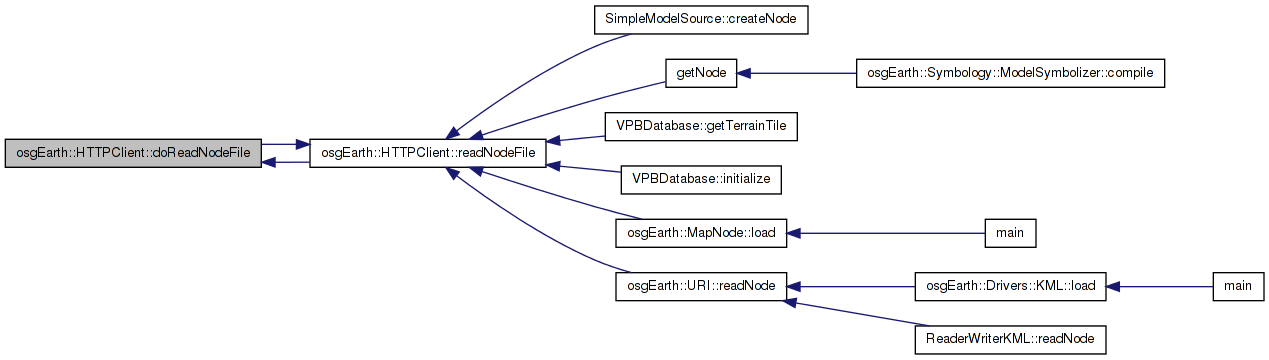 SimpleModelSource::createNode
getNode
osgEarth::Symbology::ModelSymbolizer::compile
VPBDatabase::getTerrainTile
osgEarth::HTTPClient::doReadNodeFile
osgEarth::HTTPClient::readNodeFile
VPBDatabase::initialize
osgEarth::MapNode::load
main
osgEarth::URI::readNode
osgEarth::Drivers::KML::load
main
ReaderWriterKML::readNode